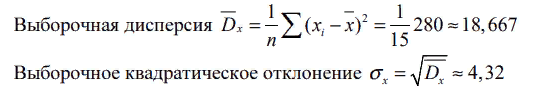 Выборочная дисперсия D̅ₓ = 1/n ∑ (xᵢ − x̅)² = 1/15 280 ≈ 18,667
Выборочное квадратическое отклонение σₓ = √D̅ₓ ≈ 4,32